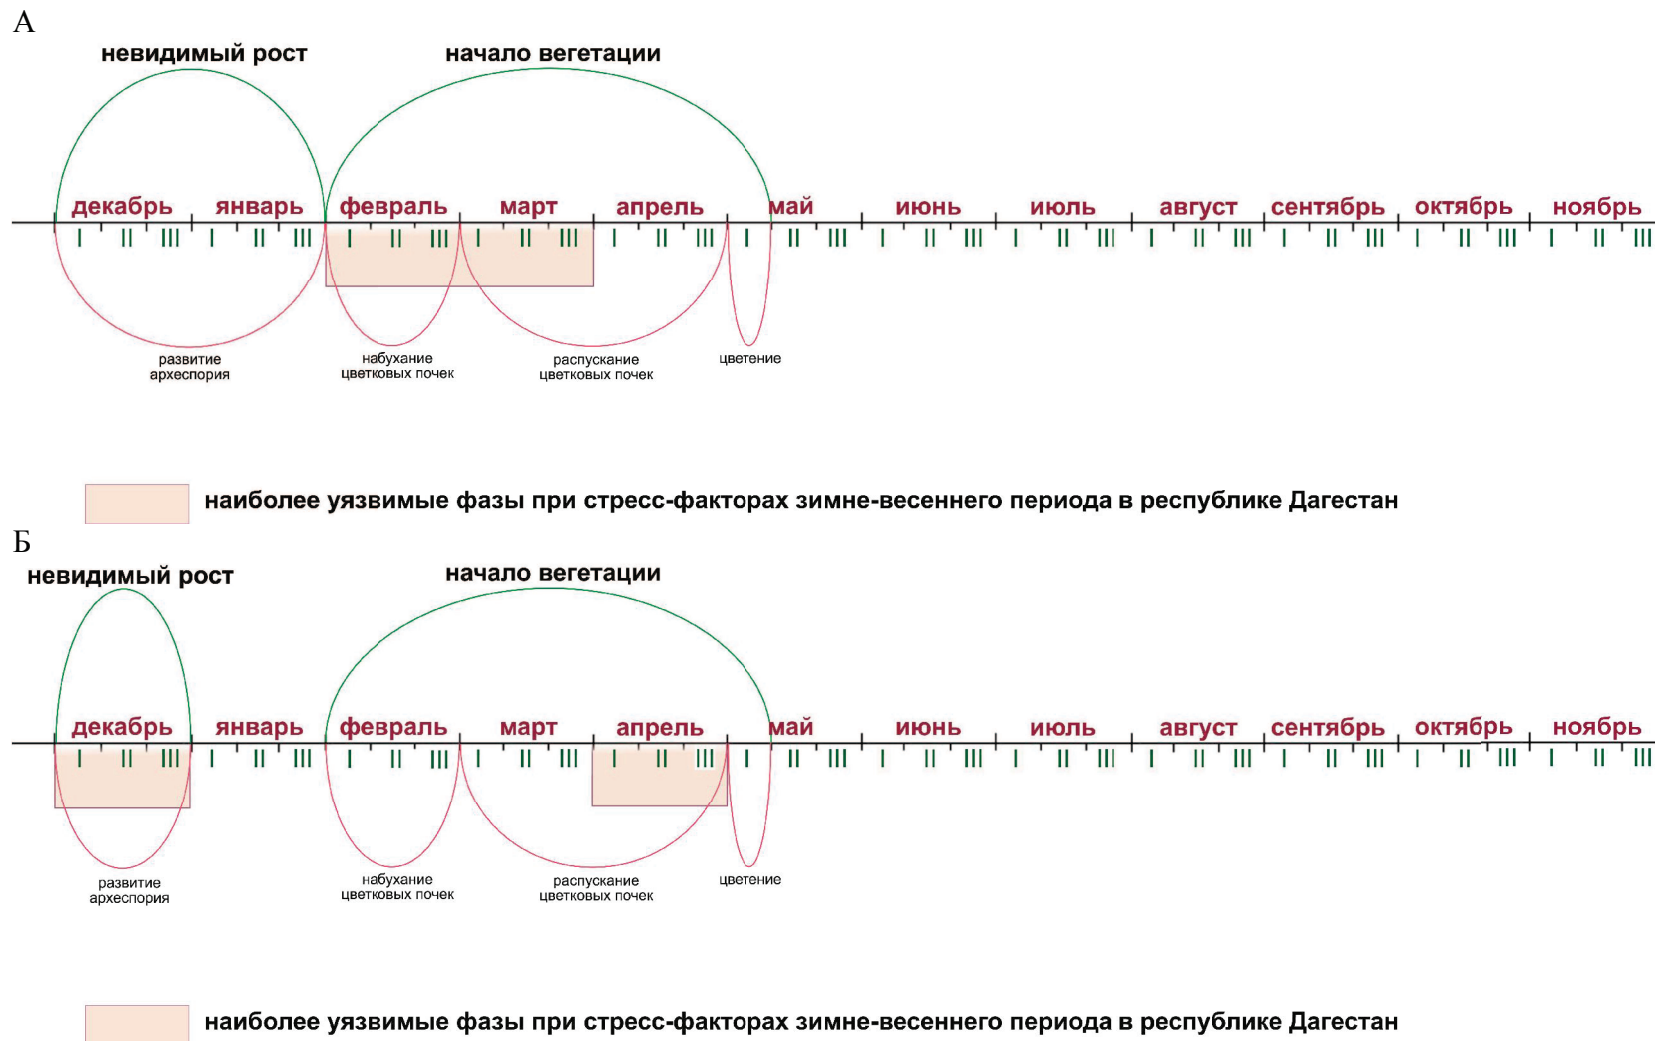 А
невидимый рост начало вегетации
декабрь январь февраль март апрель май июнь июль август сентябрь октябрь ноябрь
I II III I II III I II III I II III I II III I II III I II III I II III I II III I II III I II III I II III
развитие
археспория
набухание
цветковых почек
распускание
цветковых почек
цветение
наиболее уязвимые фазы при стресс-факторах зимне-весеннего периода в республике Дагестан
Б
невидимый рост начало вегетации
декабрь январь февраль март апрель май июнь июль август сентябрь октябрь ноябрь
I II III I II III I II III I II III I II III I II III I II III I II III I II III I II III I II III I II III
развитие
археспория
набухание
цветковых почек
распускание
цветковых почек
цветение
наиболее уязвимые фазы при стресс-факторах зимне-весеннего периода в республике Дагестан